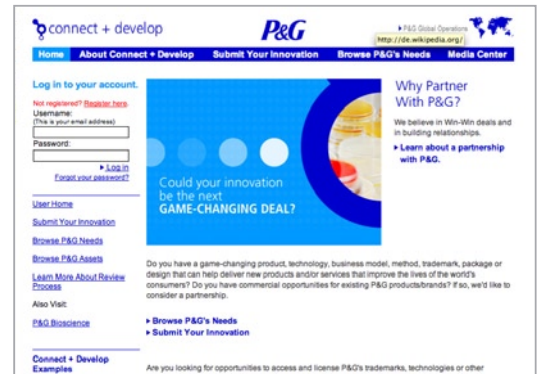 connect + develop
P&G
P&G Global Operations
http://de.wikipedia.org/
Home About Connect + Develop Submit Your Innovation Browse P&G's Needs Media Center
Log in to your account.
Not registered? Register here.
Username:
(This is your email address)
Password:
Log in
Forgot your password?
User Home
Submit Your Innovation
Browse P&G Needs
Browse P&G Assets
Learn More About Review
Process
Also Visit:
P&G Bioscience
Connect + Develop
Examples
Could your innovation
be the next
GAME-CHANGING DEAL?
Why Partner
With P&G?
We believe in Win-Win deals and
in building relationships.
Learn about a partnership
with P&G.
Do you have a game-changing product, technology, business model, method, trademark, package or
design that can help deliver new products and/or services that improve the lives of the world's
consumers? Do you have commercial opportunities for existing P&G products/brands? If so, we'd like to
consider a partnership.
Browse P&G's Needs
Submit Your Innovation
Are you looking for opportunities to access and license P&G's trademarks, technologies or other